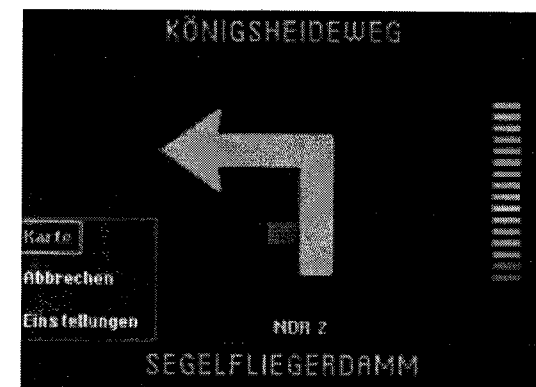 KÖNIGSHEIDEWEG
Karte
Abbrechen
Einstellungen
NDR 2
SEGELFLIEGERDAMM